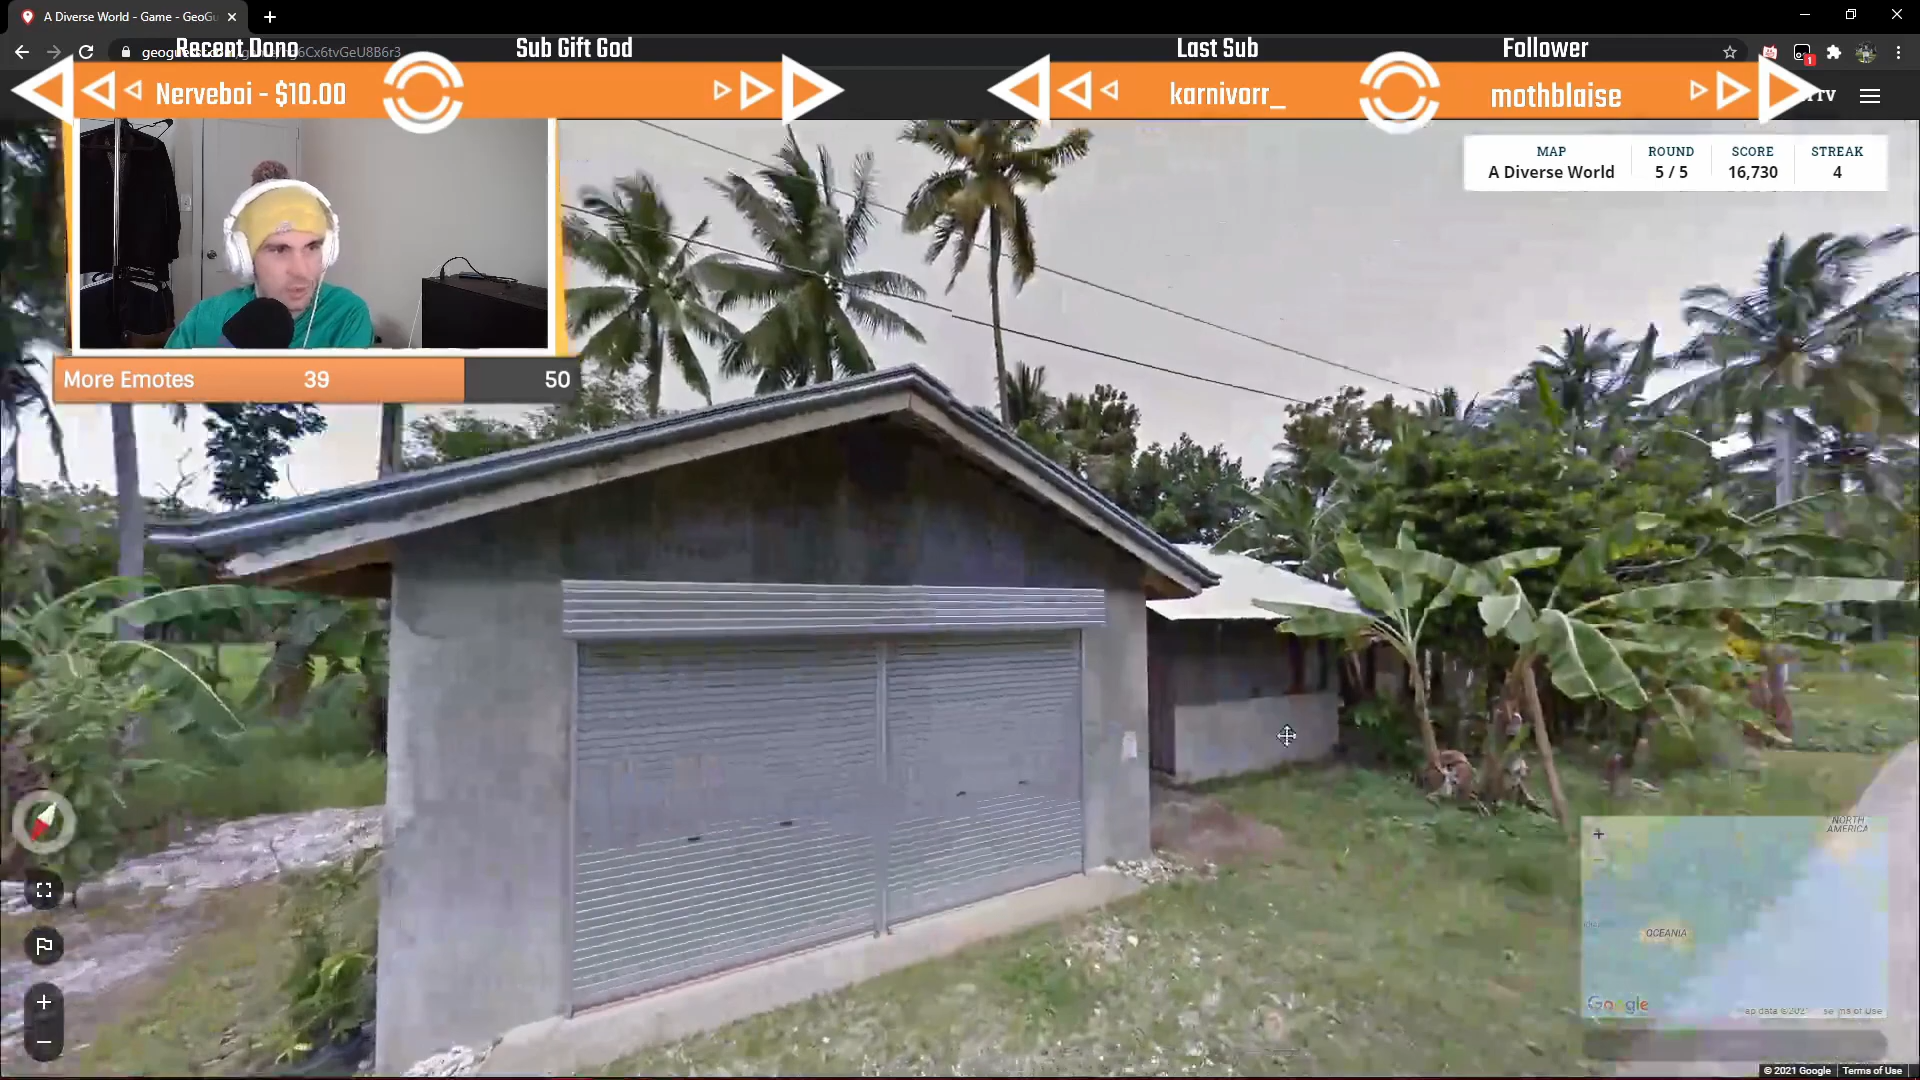 A Diverse World - Game - GeoGu
Recent Dono
Sub Gift God
Last Sub
Follower
Nerveboi - $10.00
karnivorr_
mothblaise
MAP
ROUND
SCORE
STREAK
A Diverse World
5 / 5
16,730
4
More Emotes
39
50
NORTH
AMERICA
OCEANIA
Google
© 2021 Google
Terms of Use